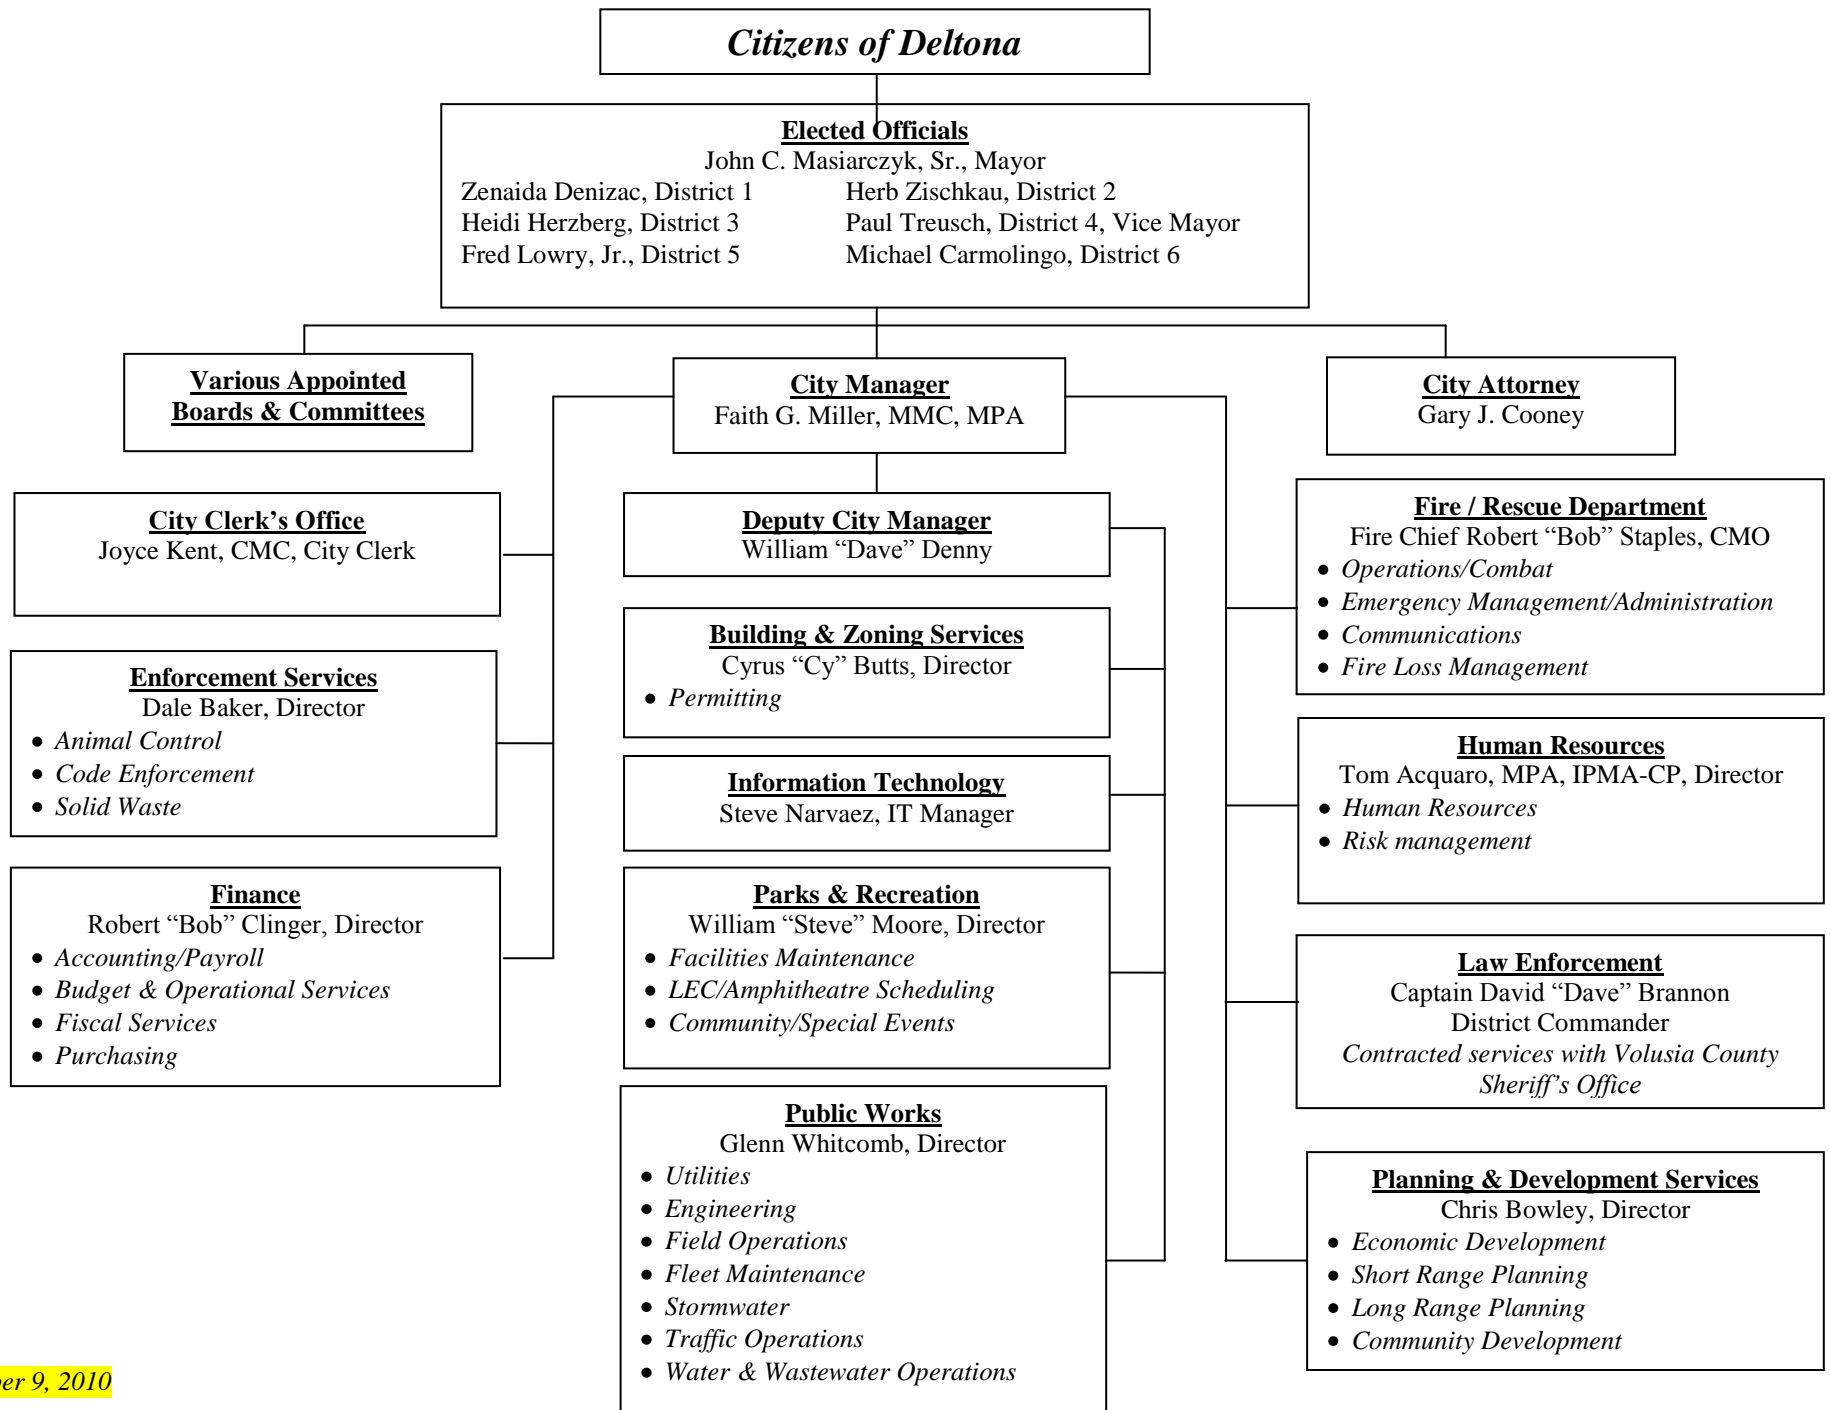 Citizens of Deltona
Elected Officials
John C. Masiarczyk, Sr., Mayor
Zenaida Denizac, District 1 Herb Zischkau, District 2
Heidi Herzberg, District 3 Paul Treusch, District 4, Vice Mayor
Fred Lowry, Jr., District 5 Michael Carmolingo, District 6
Various Appointed
Boards & Committees
City Manager
Faith G. Miller, MMC, MPA
City Attorney
Gary J. Cooney
City Clerk’s Office
Joyce Kent, CMC, City Clerk
Enforcement Services
Dale Baker, Director
• Animal Control
• Code Enforcement
• Solid Waste
Finance
Robert “Bob” Clinger, Director
• Accounting/Payroll
• Budget & Operational Services
• Fiscal Services
• Purchasing
Deputy City Manager
William “Dave” Denny
Building & Zoning Services
Cyrus “Cy” Butts, Director
• Permitting
Information Technology
Steve Narvaez, IT Manager
Parks & Recreation
William “Steve” Moore, Director
• Facilities Maintenance
• LEC/Amphitheatre Scheduling
• Community/Special Events
Public Works
Glenn Whitcomb, Director
• Utilities
• Engineering
• Field Operations
• Fleet Maintenance
• Stormwater
• Traffic Operations
• Water & Wastewater Operations
Fire / Rescue Department
Fire Chief Robert “Bob” Staples, CMO
• Operations/Combat
• Emergency Management/Administration
• Communications
• Fire Loss Management
Human Resources
Tom Acquaro, MPA, IPMA-CP, Director
• Human Resources
• Risk management
Law Enforcement
Captain David “Dave” Brannon
District Commander
Contracted services with Volusia County
Sheriff’s Office
Planning & Development Services
Chris Bowley, Director
• Economic Development
• Short Range Planning
• Long Range Planning
• Community Development
9, 2010